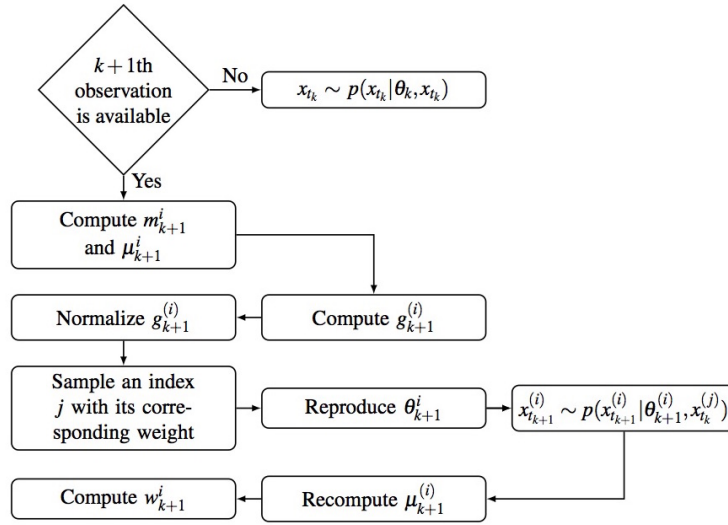 k + 1th
observation
is available
No
x_{t_k} ∼ p(x_{t_k}|θ_k, x_{t_k})
Yes
Compute m^i_{k+1}
and μ^i_{k+1}
Normalize g^{(i)}_{k+1}
Compute g^{(i)}_{k+1}
Sample an index
j with its corre-
sponding weight
Reproduce θ^i_{k+1}
x^{(i)}_{t_{k+1}} ∼ p(x^{(i)}_{t_{k+1}}|θ^{(i)}_{k+1}, x^{(j)}_{t_k})
Compute w^i_{k+1}
Recompute μ^{(i)}_{k+1}